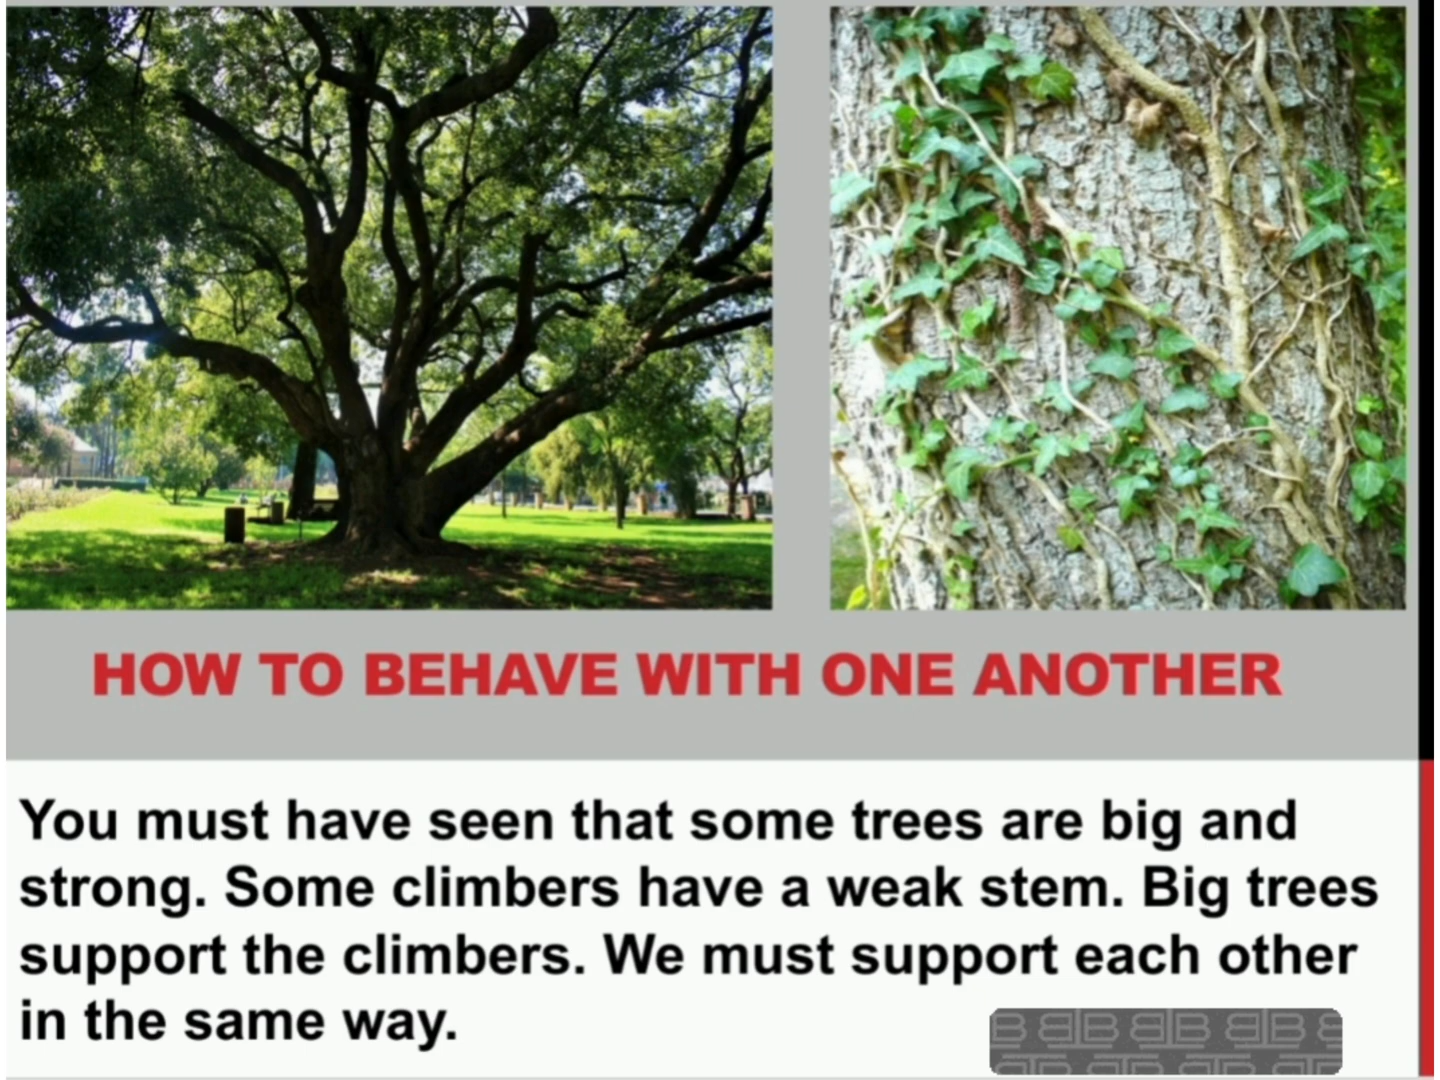 HOW TO BEHAVE WITH ONE ANOTHER
You must have seen that some trees are big and
strong. Some climbers have a weak stem. Big trees
support the climbers. We must support each other
in the same way.